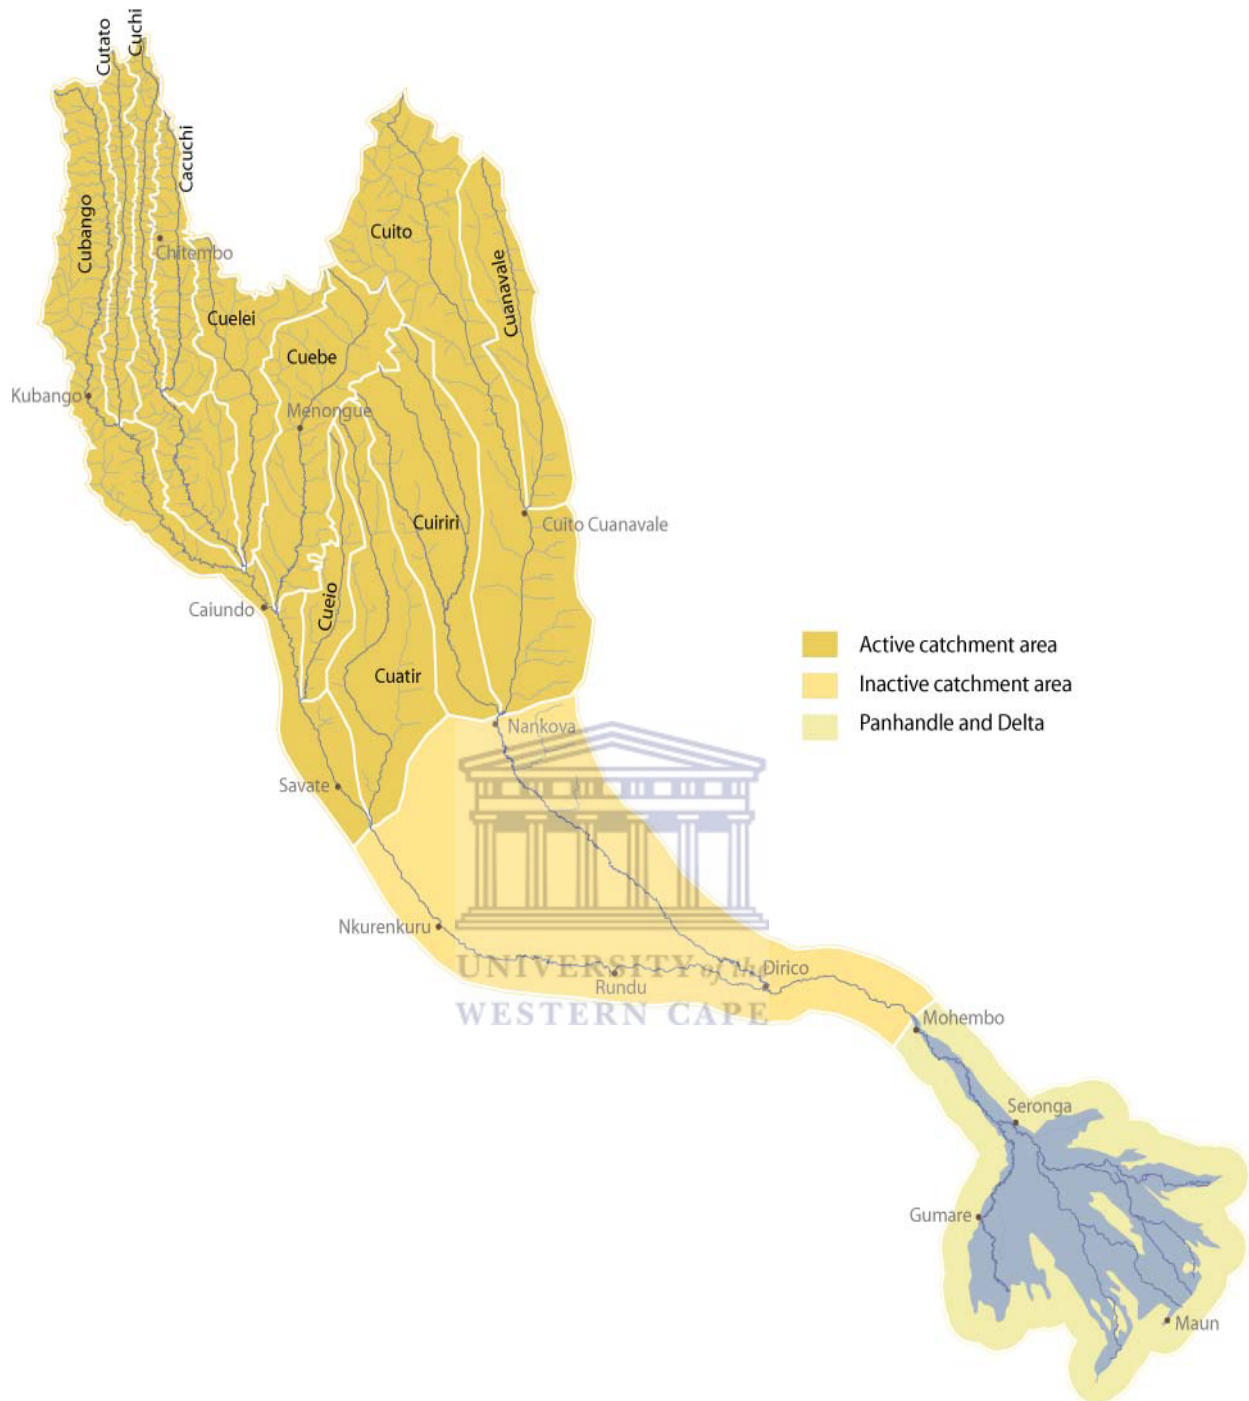 Cutato
Cuchi
Cacuchi
Cubango
Chitembo
Cuito
Cuanavale
Cuelei
Cuebe
Kubango
Menongue
Cuiriri
Cuito Cuanavale
Cueio
Caiundo
Cuatir
Active catchment area
Inactive catchment area
Panhandle and Delta
Nankova
Savate
Nkurenkuru
UNIVERSITY of the
Dirico
Rundu
WESTERN CAPE
Mohembo
Seronga
Gumare
Maun